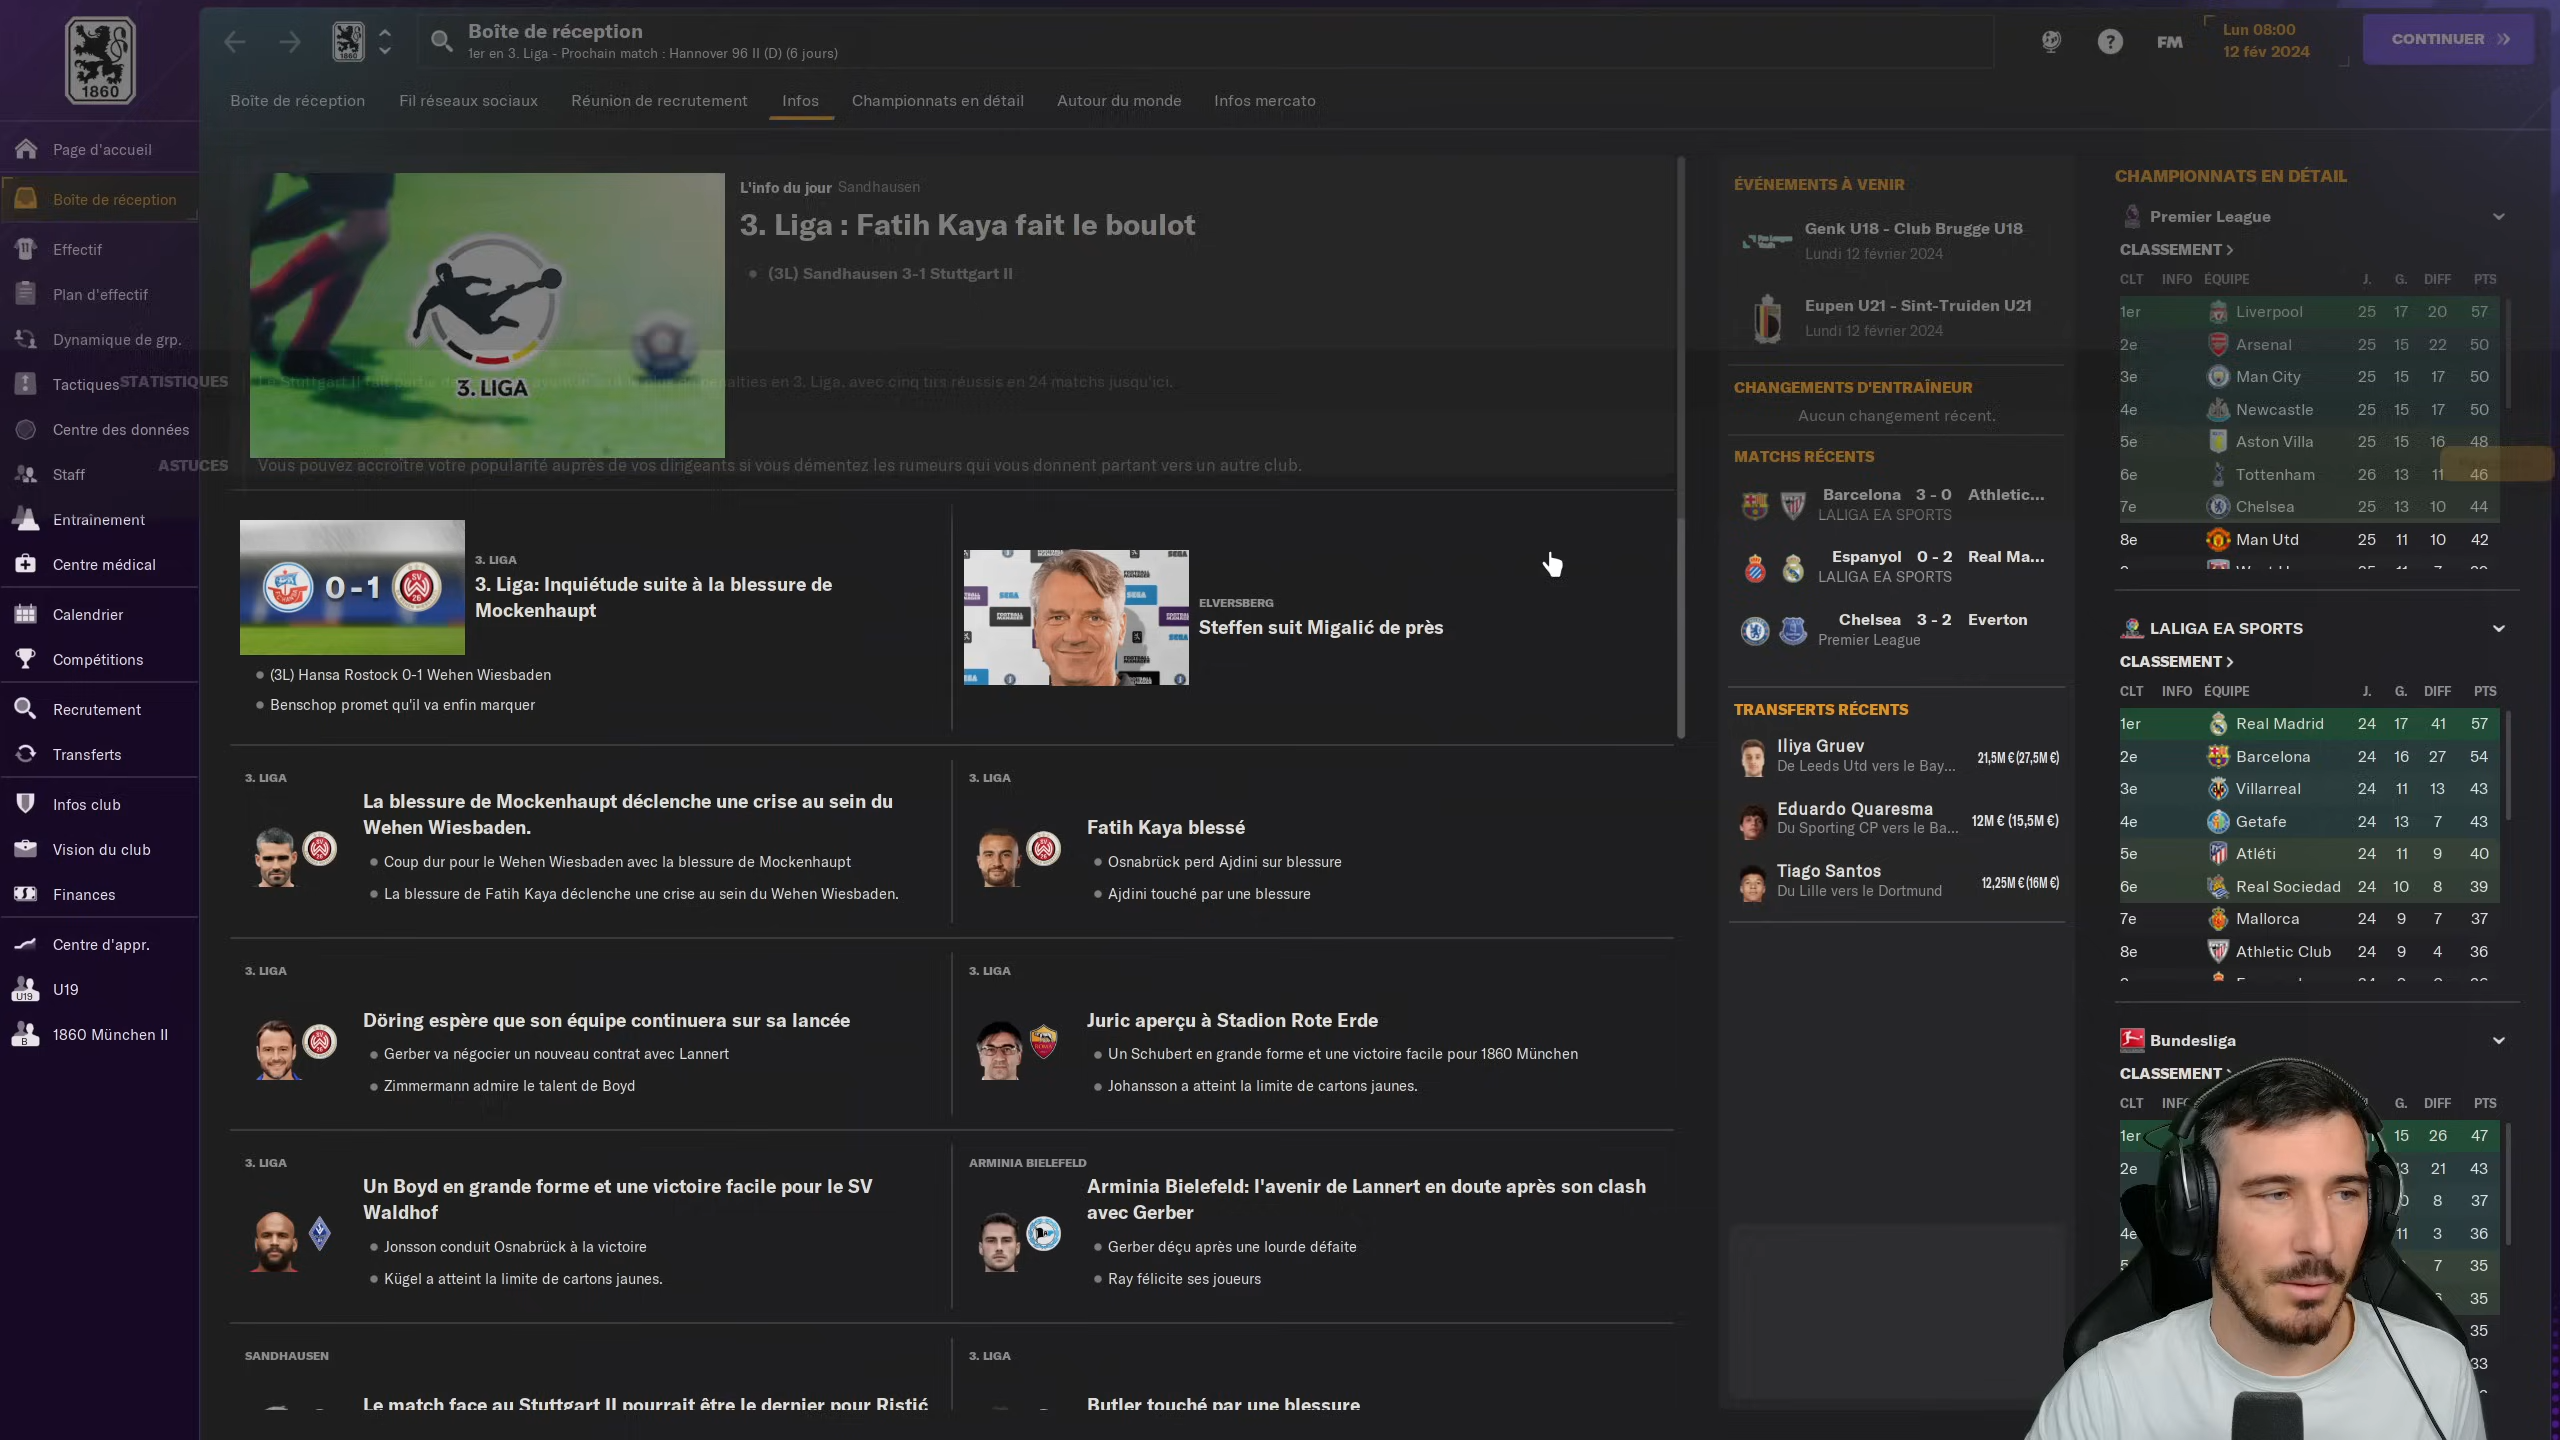 1860
Boîte de réception
1er en 3. Liga - Prochain match : Hannover 96 II (D) (6 jours)
FM
Lun 08:00
12 fév 2024
CONTINUER
Boîte de réception
Fil réseaux sociaux
Réunion de recrutement
Infos
Championnats en détail
Autour du monde
Infos mercato
Page d'accueil
Boîte de réception
Effectif
Plan d'effectif
Dynamique de grp.
Tactiques
Centre des données
Staff
Entraînement
Centre médical
Calendrier
Compétitions
Recrutement
Transferts
Infos club
Vision du club
Finances
Centre d'appr.
U19
1860 München II
3. LIGA
L'info du jour Sandhausen
3. Liga : Fatih Kaya fait le boulot
(3L) Sandhausen 3-1 Stuttgart II
STATISTIQUES
Le Stuttgart II fait partie penalties en 3. Liga, avec cinq tirs réussis en 24 matchs jusqu'ici.
ASTUCES
Vous pouvez accroître votre popularité auprès de vos dirigeants si vous démentez les rumeurs qui vous donnent partant vers un autre club.
0 - 1
3. LIGA
3. Liga: Inquiétude suite à la blessure de
Mockenhaupt
(3L) Hansa Rostock 0-1 Wehen Wiesbaden
Benschop promet qu'il va enfin marquer
ELVERSBERG
Steffen suit Migalić de près
3. LIGA
La blessure de Mockenhaupt déclenche une crise au sein du
Wehen Wiesbaden.
Coup dur pour le Wehen Wiesbaden avec la blessure de Mockenhaupt
La blessure de Fatih Kaya déclenche une crise au sein du Wehen Wiesbaden.
3. LIGA
Fatih Kaya blessé
Osnabrück perd Ajdini sur blessure
Ajdini touché par une blessure
3. LIGA
Döring espère que son équipe continuera sur sa lancée
Gerber va négocier un nouveau contrat avec Lannert
Zimmermann admire le talent de Boyd
3. LIGA
Juric aperçu à Stadion Rote Erde
Un Schubert en grande forme et une victoire facile pour 1860 München
Johansson a atteint la limite de cartons jaunes.
3. LIGA
Un Boyd en grande forme et une victoire facile pour le SV
Waldhof
Jonsson conduit Osnabrück à la victoire
Kügel a atteint la limite de cartons jaunes.
ARMINIA BIELEFELD
Arminia Bielefeld: l'avenir de Lannert en doute après son clash
avec Gerber
Gerber déçu après une lourde défaite
Ray félicite ses joueurs
SANDHAUSEN
Le match face au Stuttgart II pourrait être le dernier pour Ristić
3. LIGA
Butler touché par une blessure
ÉVÉNEMENTS À VENIR
Genk U18 - Club Brugge U18
Lundi 12 février 2024
Eupen U21 - Sint-Truiden U21
Lundi 12 février 2024
CHANGEMENTS D'ENTRAÎNEUR
Aucun changement récent.
MATCHS RÉCENTS
Barcelona 3 - 0 Athletic...
LALIGA EA SPORTS
Espanyol 0 - 2 Real Ma...
LALIGA EA SPORTS
Chelsea 3 - 2 Everton
Premier League
TRANSFERTS RÉCENTS
Iliya Gruev
De Leeds Utd vers le Bay...
21,5M € (27,5M €)
Eduardo Quaresma
Du Sporting CP vers le Ba...
12M € (15,5M €)
Tiago Santos
Du Lille vers le Dortmund
12,25M € (16M €)
CHAMPIONNATS EN DÉTAIL
Premier League
CLASSEMENT
CLT INFO ÉQUIPE J. G. DIFF PTS
1er Liverpool 25 17 20 57
2e Arsenal 25 15 22 50
3e Man City 25 15 17 50
4e Newcastle 25 15 17 50
5e Aston Villa 25 15 16 48
6e Tottenham 26 13 11 46
7e Chelsea 25 13 10 44
8e Man Utd 25 11 10 42
LALIGA EA SPORTS
CLASSEMENT
CLT INFO ÉQUIPE J. G. DIFF PTS
1er Real Madrid 24 17 41 57
2e Barcelona 24 16 27 54
3e Villarreal 24 11 13 43
4e Getafe 24 13 7 43
5e Atléti 24 11 9 40
6e Real Sociedad 24 10 8 39
7e Mallorca 24 9 7 37
8e Athletic Club 24 9 4 36
Bundesliga
CLASSEMENT
CLT G. DIFF PTS
1er 15 26 47
2e 21 43
8 37
4e 11 3 36
7 35
35
35
33